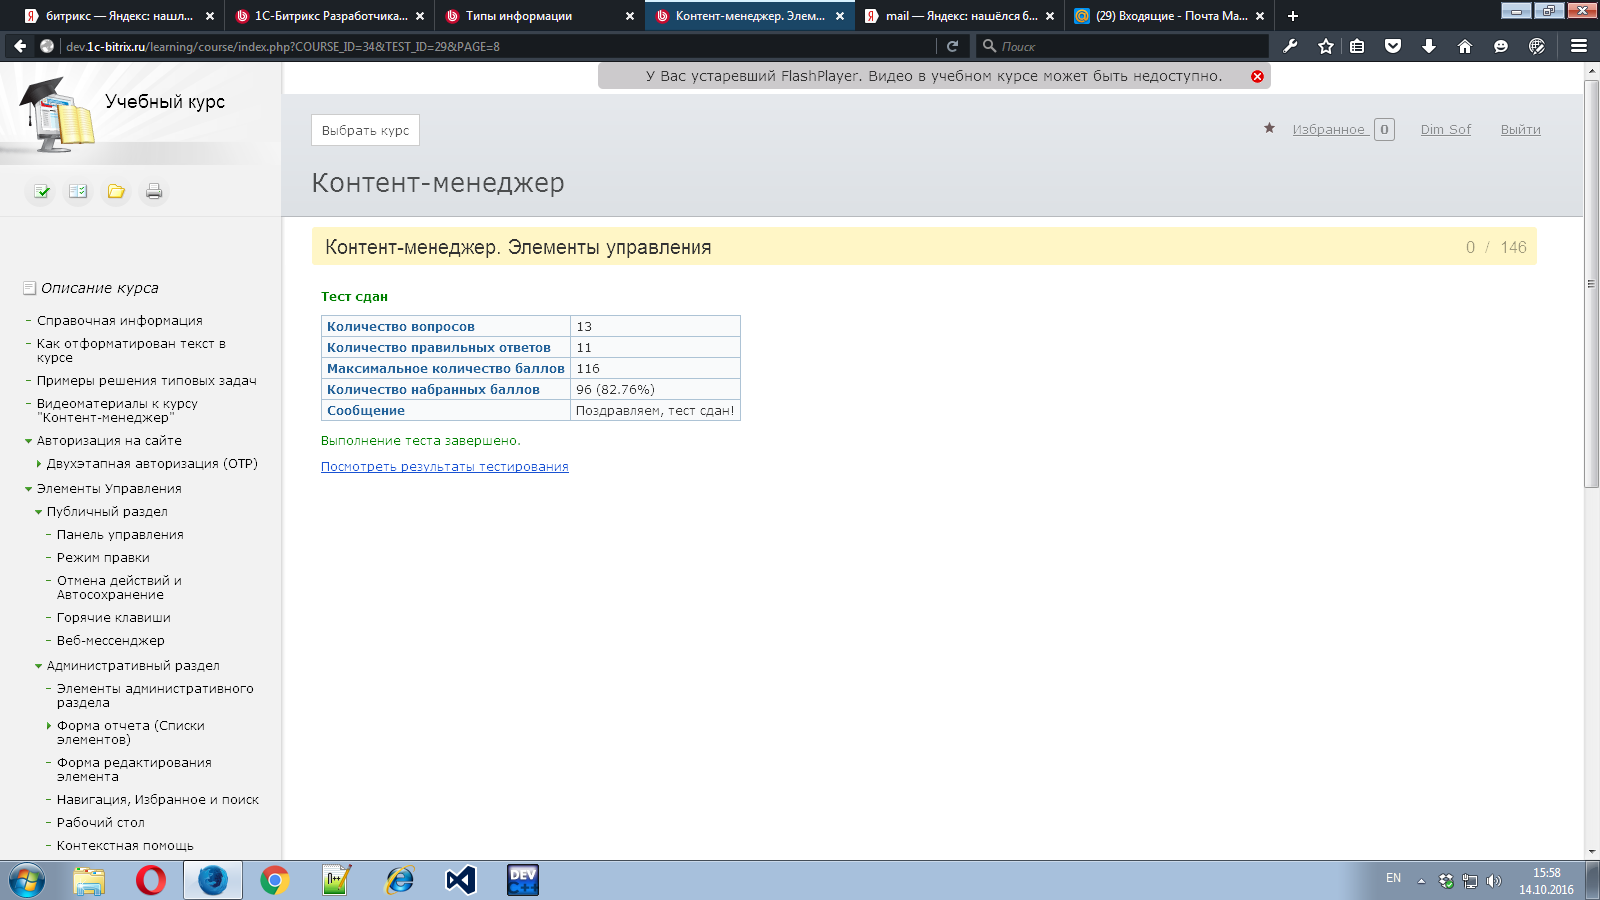 битрикс — Яндекс: нашл...
1С-Битрикс Разработчика...
Типы информации
Контент-менеджер. Элем...
mail — Яндекс: нашёлся б...
(29) Входящие - Почта Ма...
dev.1c-bitrix.ru/learning/course/index.php?COURSE_ID=34&TEST_ID=29&PAGE=8
Поиск
У Вас устаревший FlashPlayer. Видео в учебном курсе может быть недоступно.
Учебный курс
Выбрать курс
Избранное 0
Dim Sof
Выйти
Контент-менеджер
Контент-менеджер. Элементы управления
0 / 146
Тест сдан
Количество вопросов 13
Количество правильных ответов 11
Максимальное количество баллов 116
Количество набранных баллов 96 (82.76%)
Сообщение Поздравляем, тест сдан!
Выполнение теста завершено.
Посмотреть результаты тестирования
Описание курса
Справочная информация
Как отформатирован текст в
курсе
Примеры решения типовых задач
Видеоматериалы к курсу
"Контент-менеджер"
Авторизация на сайте
Двухэтапная авторизация (OTP)
Элементы Управления
Публичный раздел
Панель управления
Режим правки
Отмена действий и
Автосохранение
Горячие клавиши
Веб-мессенджер
Административный раздел
Элементы административного
раздела
Форма отчета (Списки
элементов)
Форма редактирования
элемента
Навигация, Избранное и поиск
Рабочий стол
Контекстная помощь
DEV
C++
EN
15:58
14.10.2016